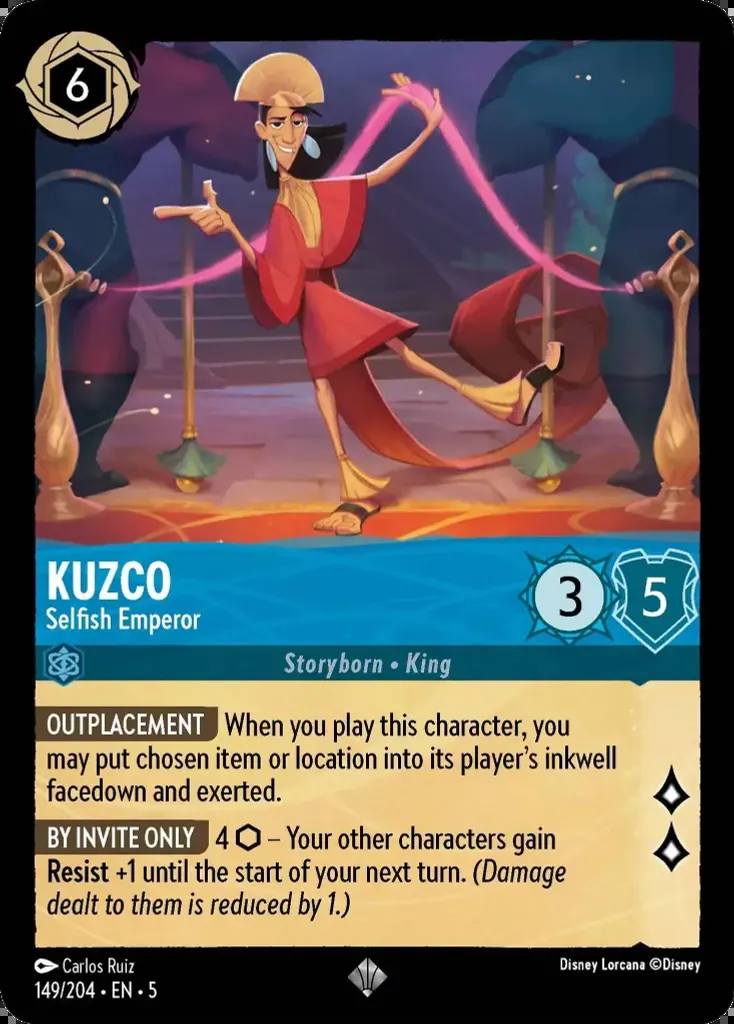 6
KUZCO
Selfish Emperor
3
5
Storyborn • King
OUTPLACEMENT When you play this character, you
may put chosen item or location into its player's inkwell
facedown and exerted.
BY INVITE ONLY 4 ⬡ – Your other characters gain
Resist +1 until the start of your next turn. (Damage
dealt to them is reduced by 1.)
Carlos Ruiz
Disney Lorcana ©Disney
149/204 • EN • 5